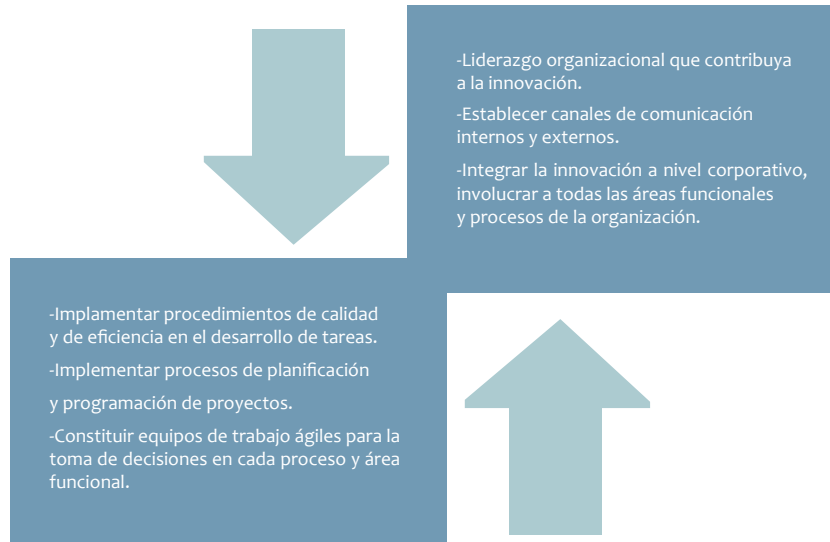 -Liderazgo organizacional que contribuya
a la innovación.
-Establecer canales de comunicación
internos y externos.
-Integrar la innovación a nivel corporativo,
involucrar a todas las áreas funcionales
y procesos de la organización.
-Implamentar procedimientos de calidad
y de eficiencia en el desarrollo de tareas.
-Implementar procesos de planificación
y programación de proyectos.
-Constituir equipos de trabajo ágiles para la
toma de decisiones en cada proceso y área
funcional.